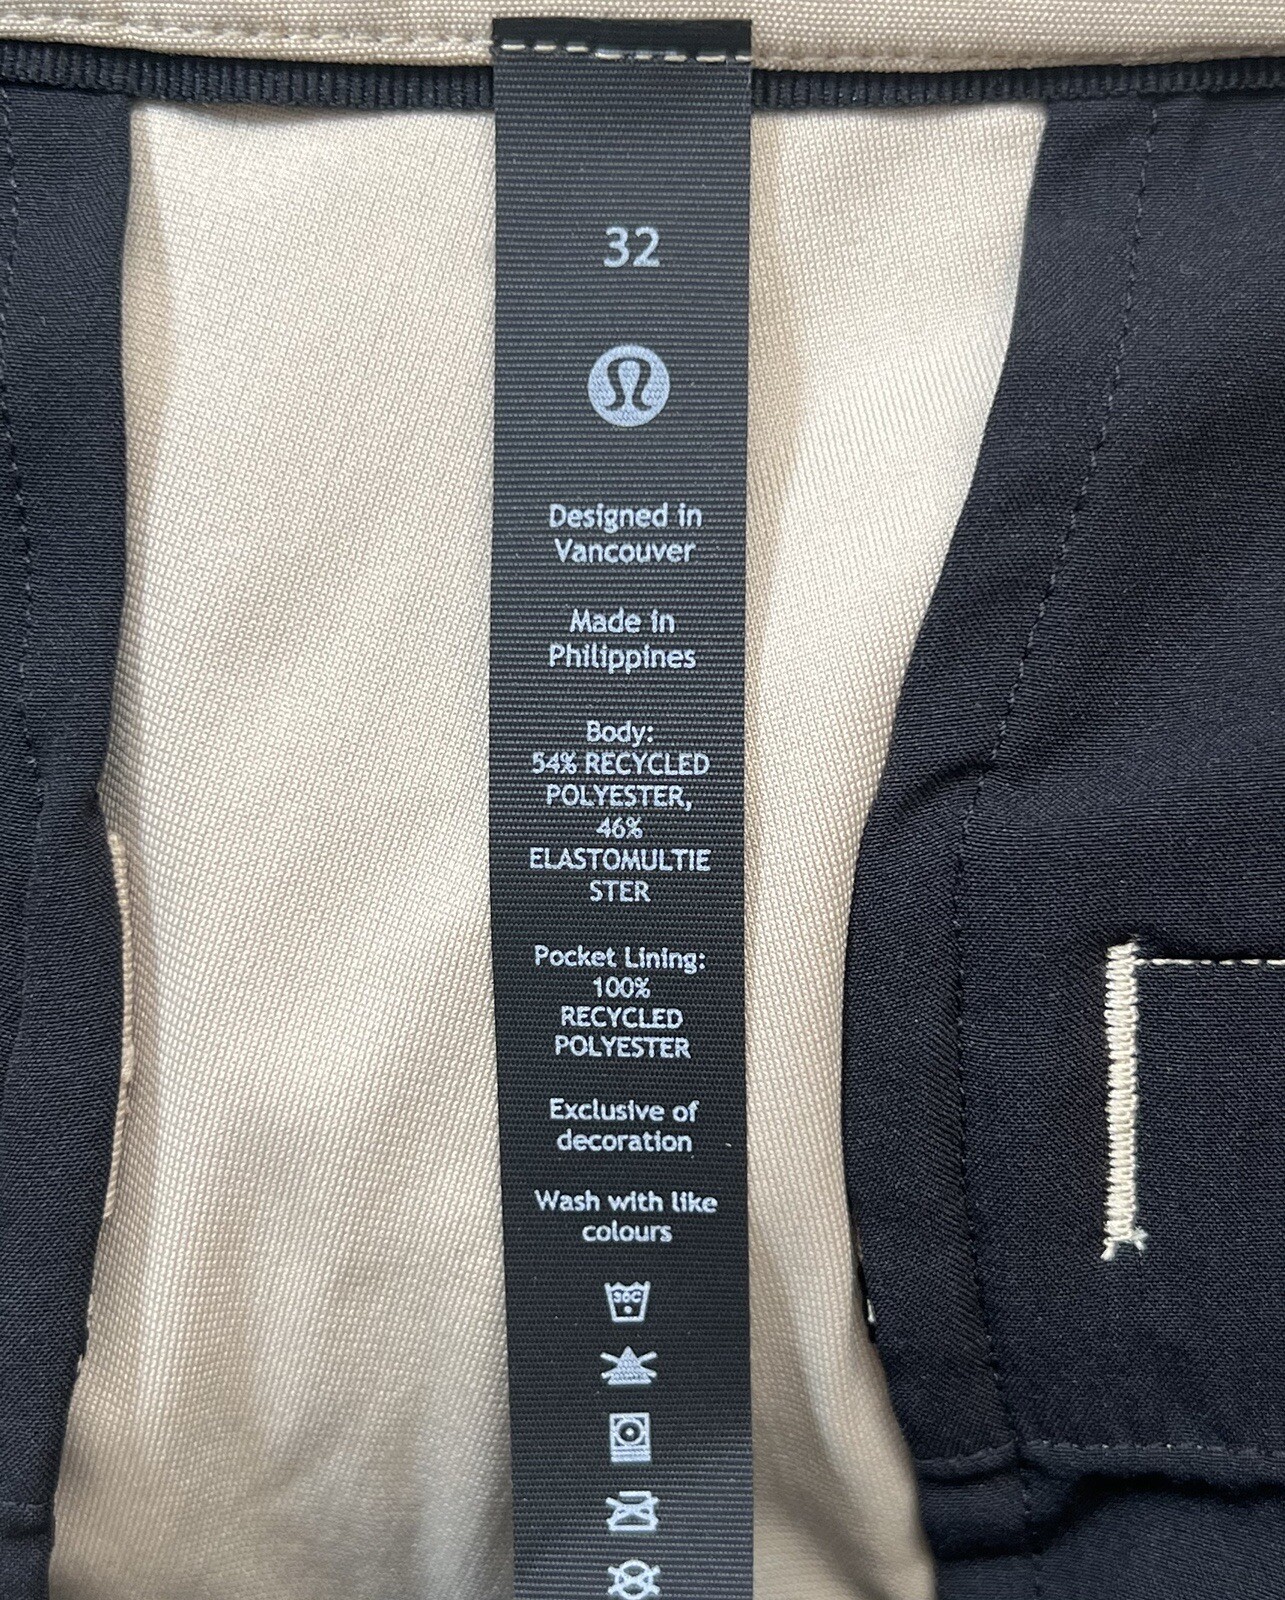 32
Designed in
Vancouver
Made in
Philippines
Body:
54% RECYCLED
POLYESTER,
46%
ELASTOMULTIE
STER
Pocket Lining:
100%
RECYCLED
POLYESTER
Exclusive of
decoration
Wash with like
colours
30C